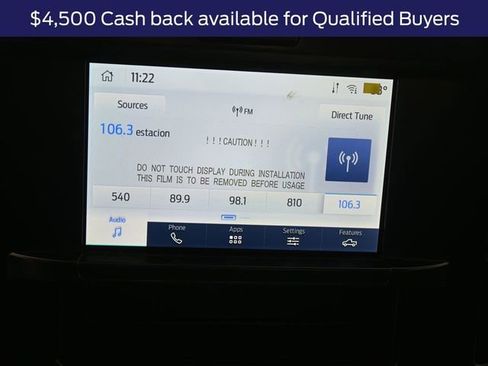 $4,500 Cash back available for Qualified Buyers
11:22
Sources
FM
Direct Tune
106.3 estacion
!!!CAUTION!!!
DO NOT TOUCH DISPLAY DURING INSTALLATION
THIS FILM IS TO BE REMOVED BEFORE USAGE
540 89.9 98.1 810 106.3
Audio Phone Apps Settings Features